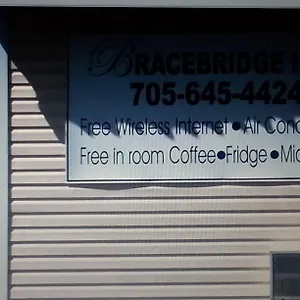 BRACEBRIDGE
705-645-4424
Free Wireless Internet • Air Cond
Free in room Coffee•Fridge•Mic